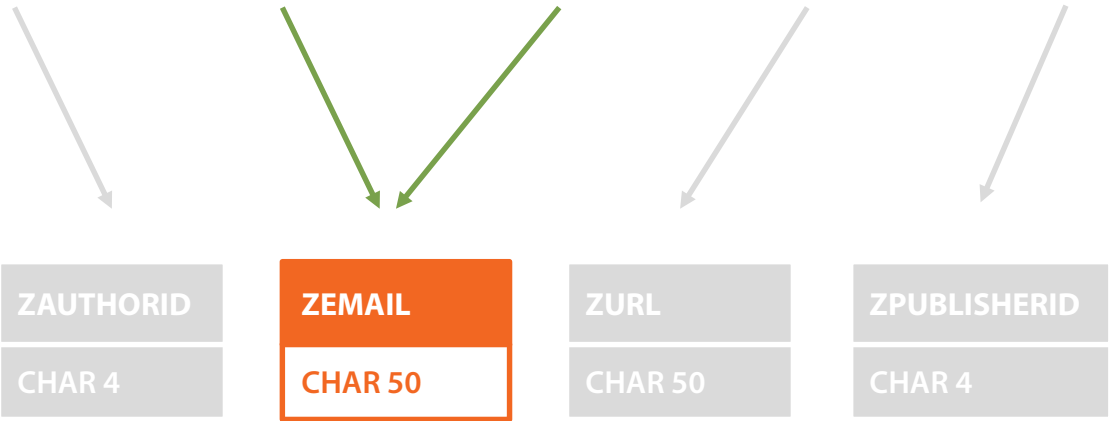 ZAUTHORID
ZEMAIL
ZURL
ZPUBLISHERID
CHAR 4
CHAR 50
CHAR 50
CHAR 4